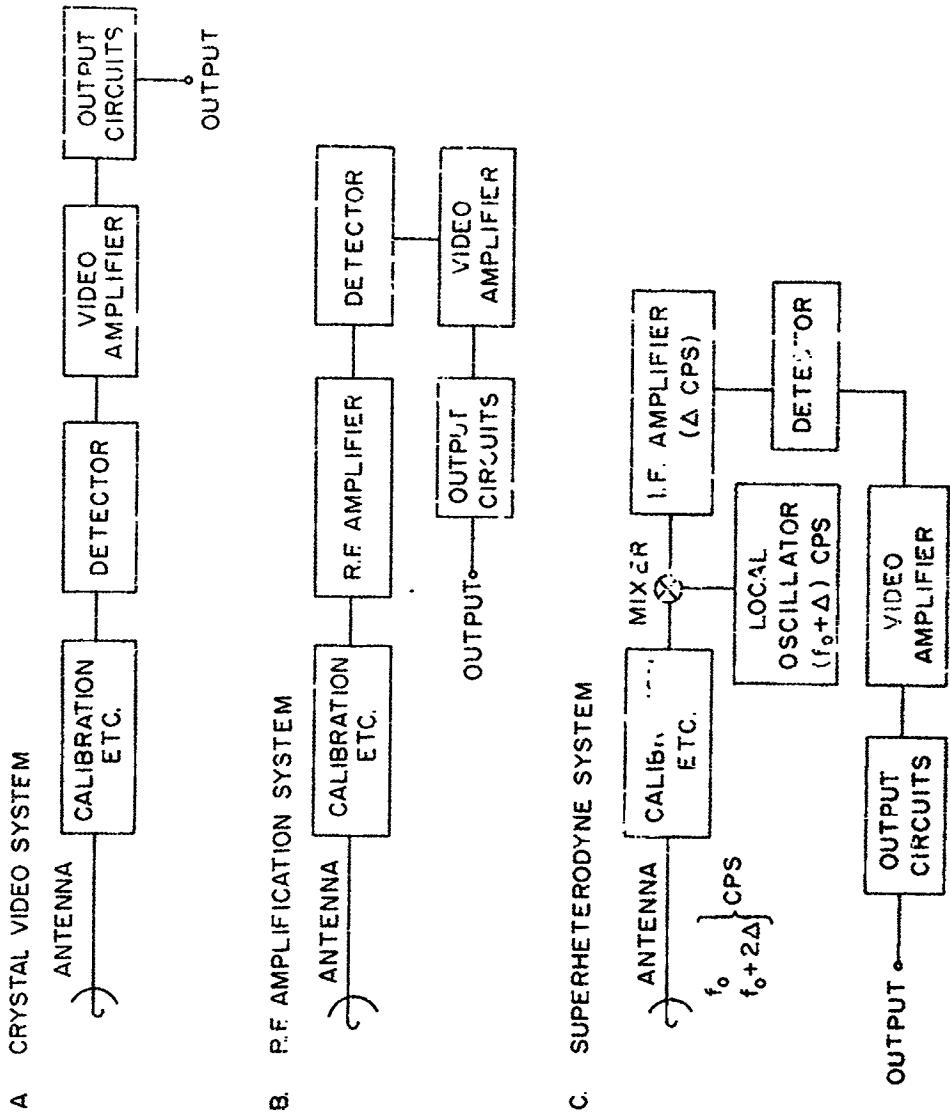 A CRYSTAL VIDEO SYSTEM
ANTENNA
CALIBRATION
ETC.
DETECTOR
VIDEO
AMPLIFIER
OUTPUT
CIRCUITS
OUTPUT
B. R.F. AMPLIFICATION SYSTEM
ANTENNA
CALIBRATION
ETC.
R.F. AMPLIFIER
DETECTOR
VIDEO
AMPLIFIER
OUTPUT
CIRCUITS
OUTPUT
C. SUPERHETERODYNE SYSTEM
ANTENNA
f₀
f₀+2Δ } CPS
ETC.
MIXER
I.F. AMPLIFIER
(Δ CPS)
LOCAL
OSCILLATOR
(f₀+Δ) CPS
DETECTOR
VIDEO
AMPLIFIER
OUTPUT
CIRCUITS
OUTPUT